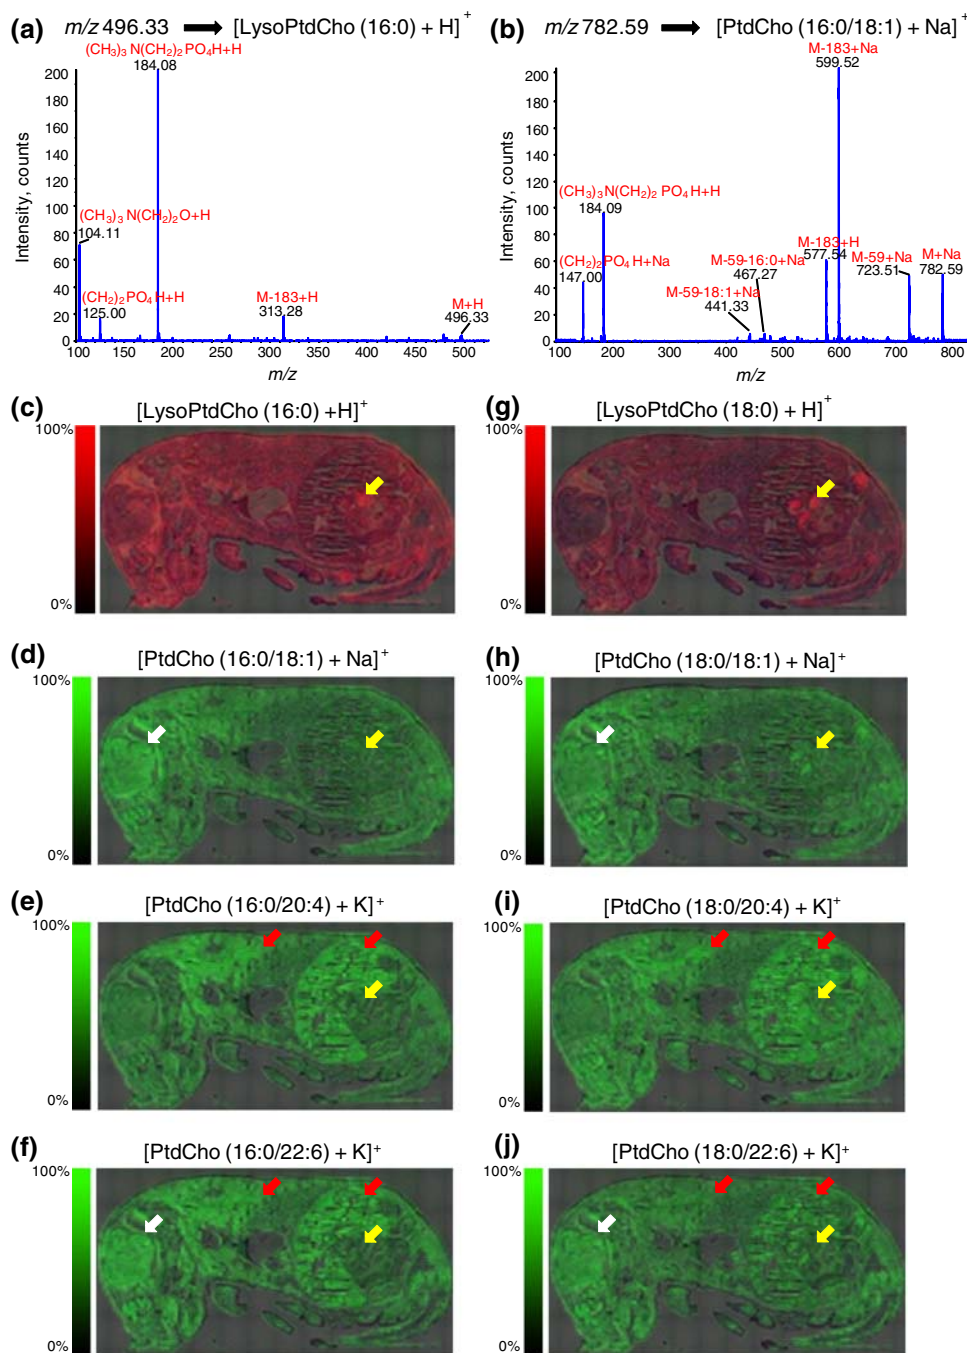 (a) m/z 496.33 [LysoPtdCho (16:0) + H]+
(CH3)3 N(CH2)2 PO4H+H
184.08
200
180
160
140
120
100
80
60
40
20
0
Intensity, counts
(CH3)3 N(CH2)2O+H
104.11
(CH2)2 PO4 H+H
125.00
M-183+H
313.28
M+H
496.33
100 200 300 400 500
m/z
(b) m/z 782.59 [PtdCho (16:0/18:1) + Na]+
M-183+Na
599.52
200
180
160
140
120
100
80
60
40
20
0
Intensity, counts
(CH3)3 N(CH2)2 PO4 H+H
184.09
(CH2)2 PO4 H+Na
147.00
M-59-18:1+Na
441.33
M-59-16:0+Na
467.27
M-183+H
577.54
M-59+Na
723.51
M+Na
782.59
100 200 300 400 500 600 700 800
m/z
(c) [LysoPtdCho (16:0) +H]+
100%
0%
(g) [LysoPtdCho (18:0) + H]+
100%
0%
(d) [PtdCho (16:0/18:1) + Na]+
100%
0%
(h) [PtdCho (18:0/18:1) + Na]+
100%
0%
(e) [PtdCho (16:0/20:4) + K]+
100%
0%
(i) [PtdCho (18:0/20:4) + K]+
100%
0%
(f) [PtdCho (16:0/22:6) + K]+
100%
0%
(j) [PtdCho (18:0/22:6) + K]+
100%
0%